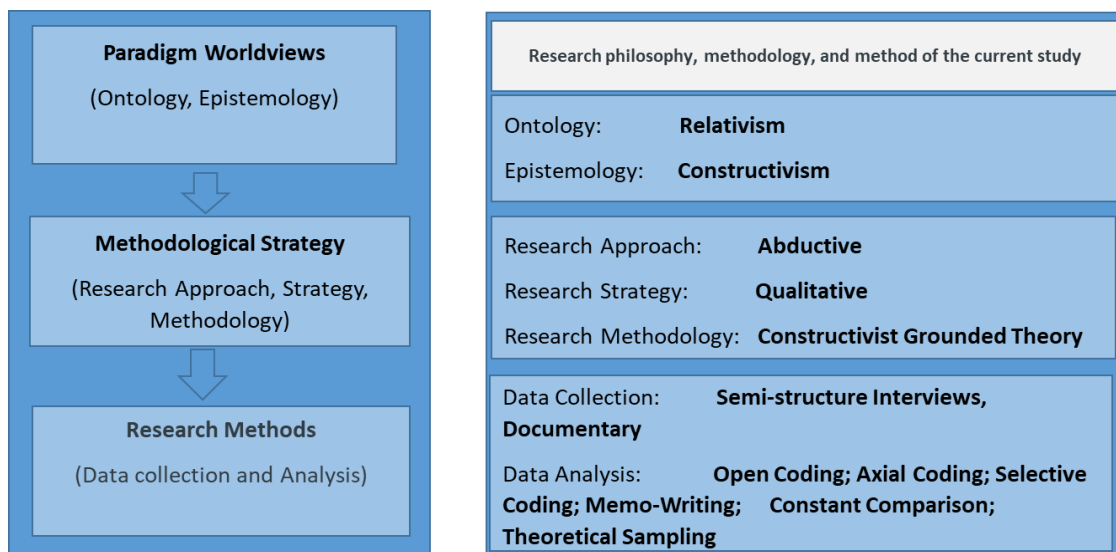 Paradigm Worldviews
(Ontology, Epistemology)
Methodological Strategy
(Research Approach, Strategy,
Methodology)
Research Methods
(Data collection and Analysis)
Research philosophy, methodology, and method of the current study
Ontology: Relativism
Epistemology: Constructivism
Research Approach: Abductive
Research Strategy: Qualitative
Research Methodology: Constructivist Grounded Theory
Data Collection: Semi-structure Interviews,
Documentary
Data Analysis: Open Coding; Axial Coding; Selective
Coding; Memo-Writing; Constant Comparison;
Theoretical Sampling